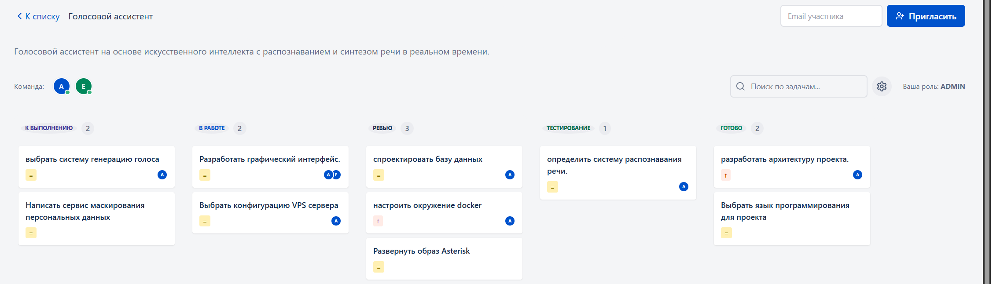 К списку Голосовой ассистент
Email участника
Пригласить
Голосовой ассистент на основе искусственного интеллекта с распознаванием и синтезом речи в реальном времени.
Команда: A E
Поиск по задачам...
Ваша роль: ADMIN
К ВЫПОЛНЕНИЮ 2
выбрать систему генерацию голоса
=
A
Написать сервис маскирования
персональных данных
=
В РАБОТЕ 2
Разработать графический интерфейс.
=
A E
Выбрать конфигурацию VPS сервера
=
A
РЕВЬЮ 3
спроектировать базу данных
=
A
настроить окружение docker
↑
A
Развернуть образ Asterisk
=
ТЕСТИРОВАНИЕ 1
определить систему распознавания
речи.
=
A
ГОТОВО 2
разработать архитектуру проекта.
↑
A
Выбрать язык программирования
для проекта
=